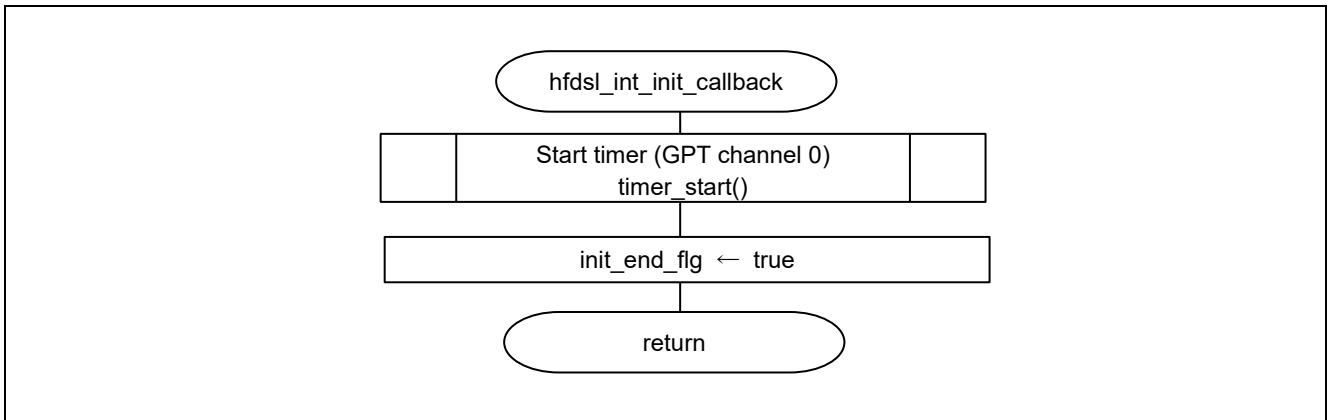 hfdsl_int_init_callback
Start timer (GPT channel 0)
timer_start()
init_end_flg ← true
return